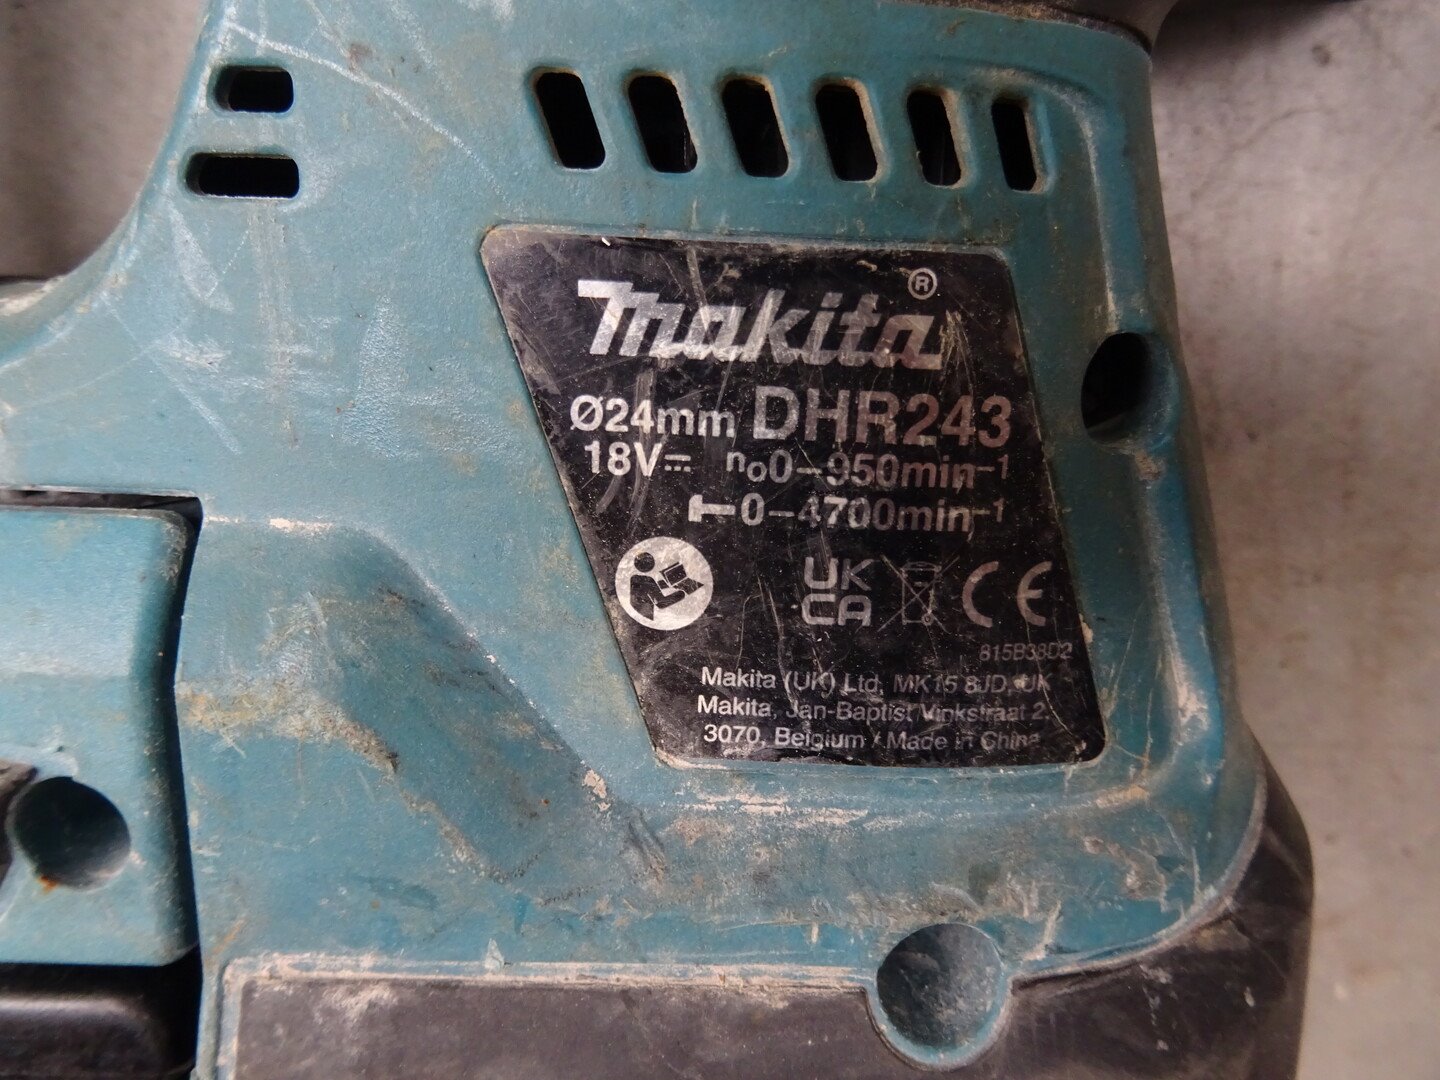 makita®
Ø24mm DHR243
18V⎓ n₀0–950min⁻¹
0–4700min⁻¹
UK
CA CE
815B38D2
Makita (UK) Ltd, MK15 8JD, UK
Makita, Jan-Baptist Vinkstraat 2,
3070, Belgium / Made in China